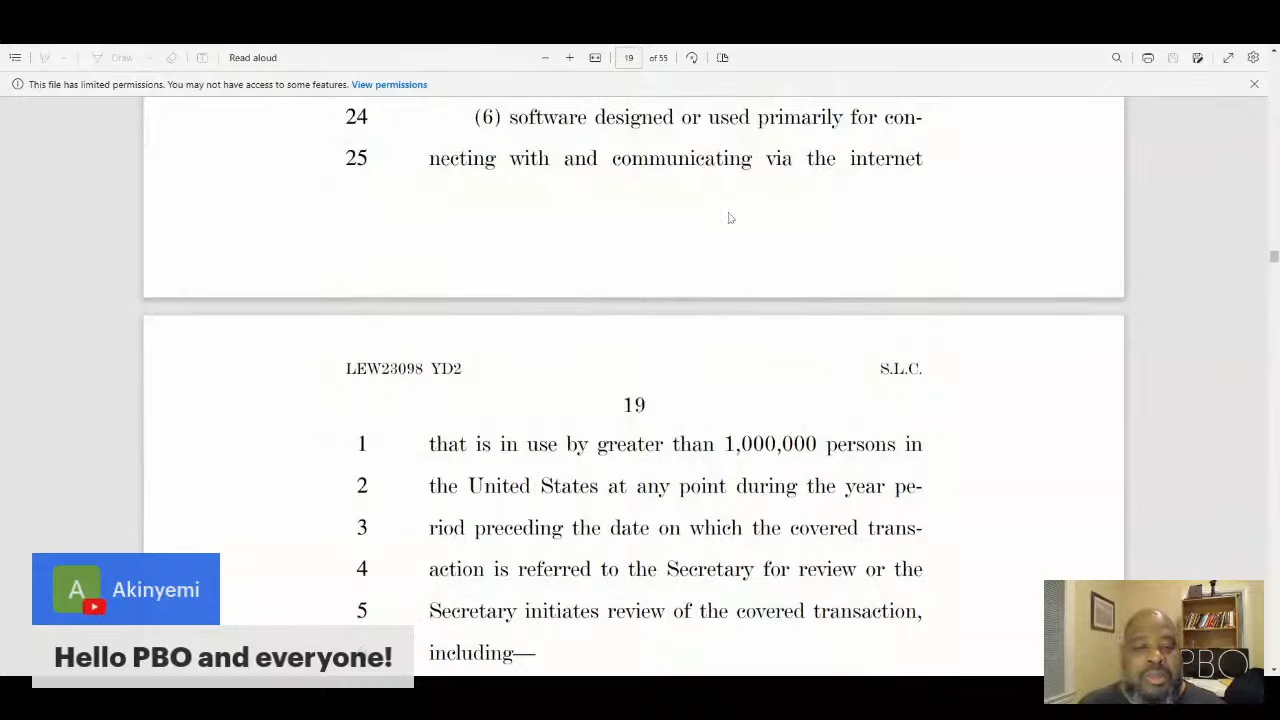 Draw
Read aloud
19 of 55
This file has limited permissions. You may not have access to some features. View permissions
24 (6) software designed or used primarily for con-
25 necting with and communicating via the internet
LEW23098 YD2 S.L.C.
19
1 that is in use by greater than 1,000,000 persons in
2 the United States at any point during the year pe-
3 riod preceding the date on which the covered trans-
4 action is referred to the Secretary for review or the
5 Secretary initiates review of the covered transaction,
including—
A Akinyemi
Hello PBO and everyone!
PBO